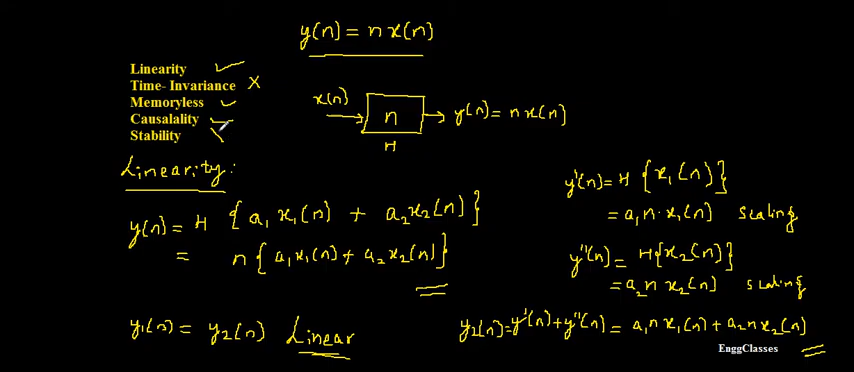 y(n) = n x(n)
Linearity ✓
Time- Invariance X
Memoryless ✓
Causalality ✓
Stability
x(n)
n
H
y(n) = n x(n)
Linearity:
y(n) = H {a₁ x₁(n) + a₂ x₂(n)}
= n {a₁ x₁(n) + a₂ x₂(n)}
y₁(n) = y₂(n) Linear
y'(n) = H {x₁(n)}
= a₁ n · x₁(n) scaling
y''(n) = H{x₂(n)}
= a₂ n x₂(n) scaling
y₂(n) = y'(n) + y''(n) = a₁ n x₁(n) + a₂ n x₂(n)
EnggClasses